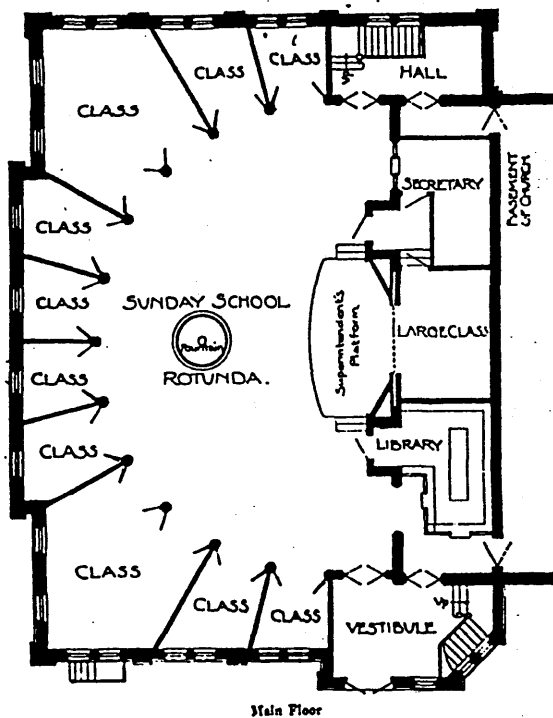 CLASS
CLASS
CLASS
UP
HALL
SECRETARY
BASEMENT
OF CHURCH
CLASS
CLASS
SUNDAY SCHOOL
Fountain
ROTUNDA.
Superintendent's
Platform
LARGE CLASS
CLASS
CLASS
LIBRARY
CLASS
CLASS
CLASS
UP
VESTIBULE
Main Floor